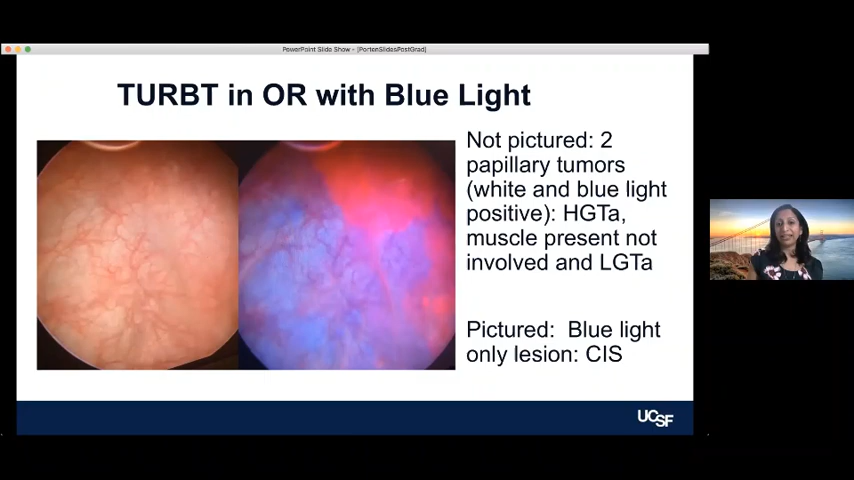 PowerPoint Slide Show - [PortenSlidesPostGrad]
TURBT in OR with Blue Light
Not pictured: 2
papillary tumors
(white and blue light
positive): HGTa,
muscle present not
involved and LGTa
Pictured: Blue light
only lesion: CIS
UCSF